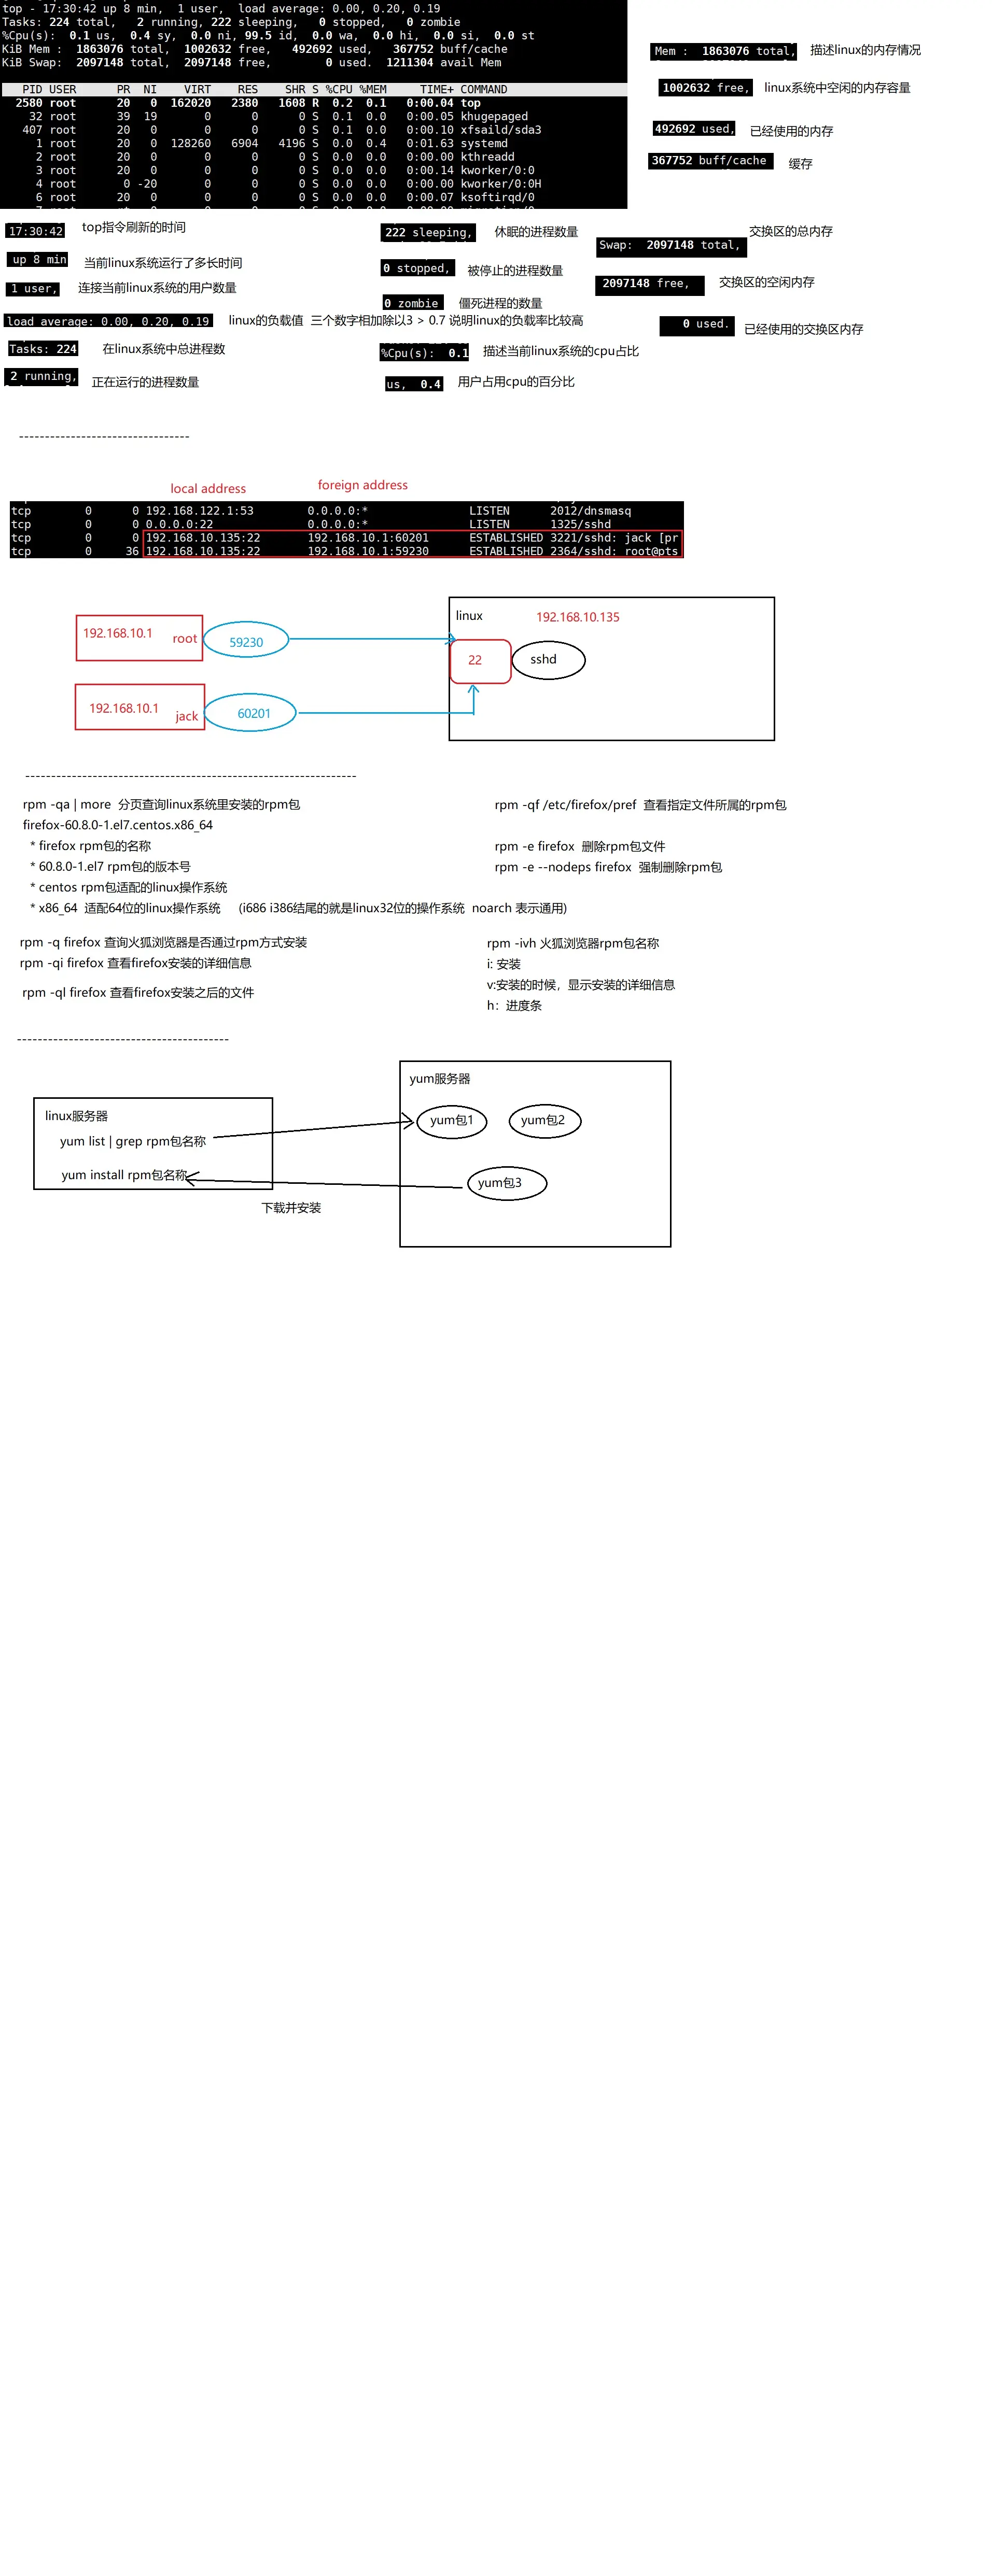 top - 17:30:42 up 8 min,  1 user,  load average: 0.00, 0.20, 0.19
Tasks: 224 total,   2 running, 222 sleeping,   0 stopped,   0 zombie
%Cpu(s):  0.1 us,  0.4 sy,  0.0 ni, 99.5 id,  0.0 wa,  0.0 hi,  0.0 si,  0.0 st
KiB Mem :  1863076 total,  1002632 free,   492692 used,   367752 buff/cache
KiB Swap:  2097148 total,  2097148 free,        0 used.  1211304 avail Mem
PID USER      PR  NI    VIRT    RES    SHR S %CPU %MEM     TIME+ COMMAND
2580 root      20   0  162020   2380   1608 R  0.2  0.1   0:00.04 top
32 root      39  19       0      0      0 S  0.1  0.0   0:00.05 khugepaged
407 root      20   0       0      0      0 S  0.1  0.0   0:00.10 xfsaild/sda3
1 root      20   0  128260   6904   4196 S  0.0  0.4   0:01.63 systemd
2 root      20   0       0      0      0 S  0.0  0.0   0:00.00 kthreadd
3 root      20   0       0      0      0 S  0.0  0.0   0:00.14 kworker/0:0
4 root       0 -20       0      0      0 S  0.0  0.0   0:00.00 kworker/0:0H
6 root      20   0       0      0      0 S  0.0  0.0   0:00.07 ksoftirqd/0
Mem :  1863076 total, 描述linux的内存情况
1002632 free, linux系统中空闲的内存容量
492692 used, 已经使用的内存
367752 buff/cache 缓存
17:30:42 top指令刷新的时间
up 8 min 当前linux系统运行了多长时间
1 user, 连接当前linux系统的用户数量
load average: 0.00, 0.20, 0.19 linux的负载值 三个数字相加除以3 > 0.7 说明linux的负载率比较高
Tasks: 224 在linux系统中总进程数
2 running, 正在运行的进程数量
222 sleeping, 休眠的进程数量
0 stopped, 被停止的进程数量
0 zombie 僵死进程的数量
%Cpu(s):  0.1 描述当前linux系统的cpu占比
us,  0.4 用户占用cpu的百分比
Swap:  2097148 total, 交换区的总内存
2097148 free, 交换区的空闲内存
0 used. 已经使用的交换区内存
---------------------------------
local address foreign address
tcp 0 0 192.168.122.1:53 0.0.0.0:* LISTEN 2012/dnsmasq
tcp 0 0 0.0.0.0:22 0.0.0.0:* LISTEN 1325/sshd
tcp 0 0 192.168.10.135:22 192.168.10.1:60201 ESTABLISHED 3221/sshd: jack [pr
tcp 0 36 192.168.10.135:22 192.168.10.1:59230 ESTABLISHED 2364/sshd: root@pts
linux 192.168.10.135
192.168.10.1 root 59230
22 sshd
192.168.10.1 jack 60201
----------------------------------------------------------------
rpm -qa | more 分页查询linux系统里安装的rpm包
firefox-60.8.0-1.el7.centos.x86_64
* firefox rpm包的名称
* 60.8.0-1.el7 rpm包的版本号
* centos rpm包适配的linux操作系统
* x86_64 适配64位的linux操作系统 (i686 i386结尾的就是linux32位的操作系统 noarch 表示通用)
rpm -qf /etc/firefox/pref 查看指定文件所属的rpm包
rpm -e firefox 删除rpm包文件
rpm -e --nodeps firefox 强制删除rpm包
rpm -q firefox 查询火狐浏览器是否通过rpm方式安装
rpm -qi firefox 查看firefox安装的详细信息
rpm -ql firefox 查看firefox安装之后的文件
rpm -ivh 火狐浏览器rpm包名称
i: 安装
v:安装的时候，显示安装的详细信息
h：进度条
-----------------------------------------
yum服务器
yum包1 yum包2
yum包3
linux服务器
yum list | grep rpm包名称
yum install rpm包名称
下载并安装